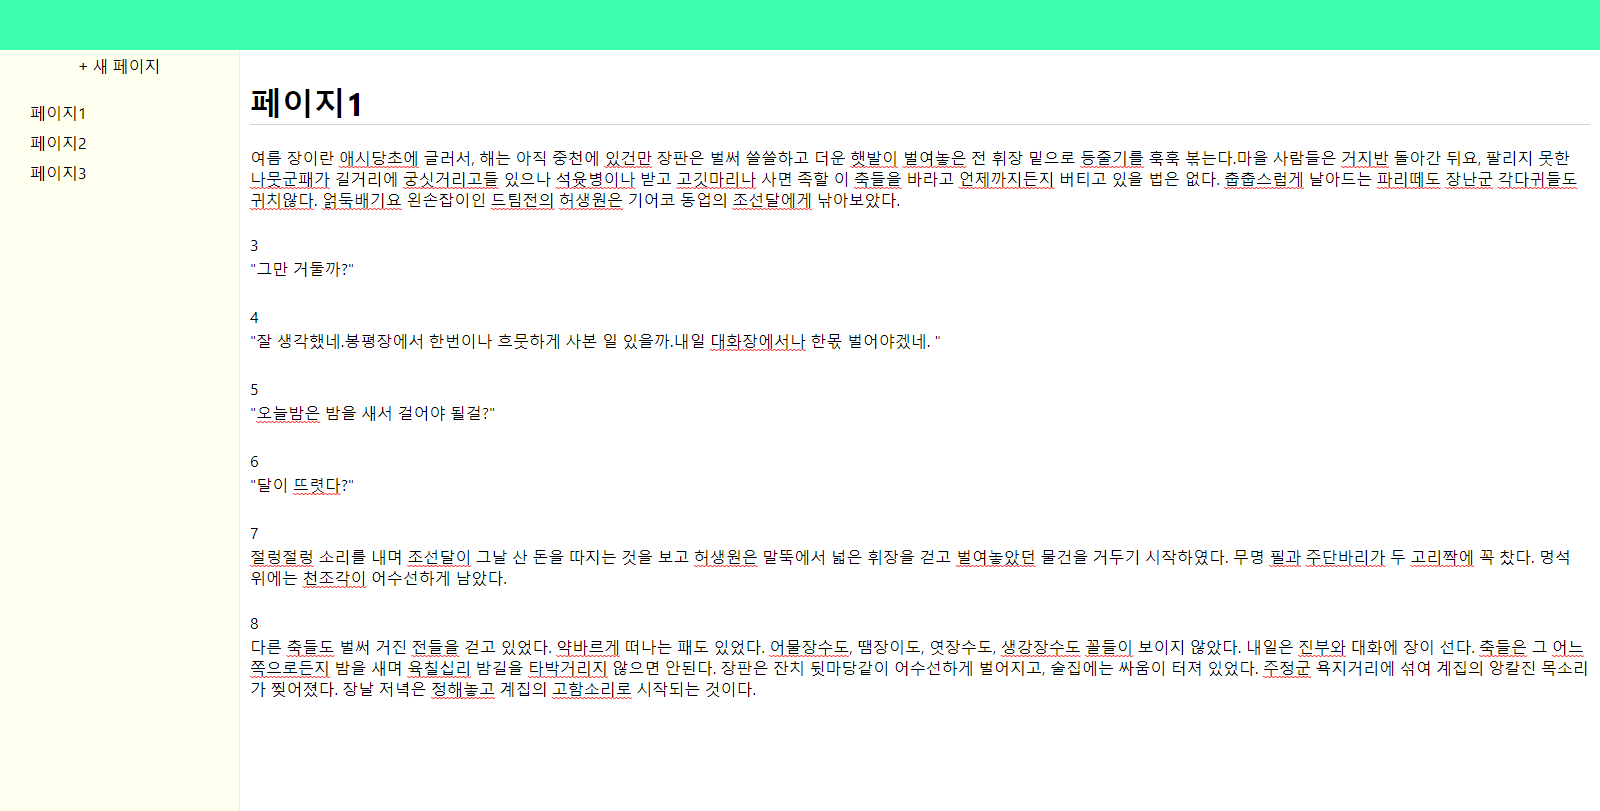 + 새 페이지
페이지1
페이지2
페이지3
페이지1
여름 장이란 애시당초에 글러서, 해는 아직 중천에 있건만 장판은 벌써 쓸쓸하고 더운 햇발이 벌여놓은 전 휘장 밑으로 등줄기를 훅훅 볶는다.마을 사람들은 거지반 돌아간 뒤요, 팔리지 못한
나뭇군패가 길거리에 궁싯거리고들 있으나 석윳병이나 받고 고깃마리나 사면 족할 이 축들을 바라고 언제까지든지 버티고 있을 법은 없다. 춥춥스럽게 날아드는 파리떼도 장난군 각다귀들도
귀치않다. 얽둑배기요 왼손잡이인 드팀전의 허생원은 기어코 동업의 조선달에게 낚아보았다.
3
"그만 거둘까?"
4
"잘 생각했네.봉평장에서 한번이나 흐뭇하게 사본 일 있을까.내일 대화장에서나 한몫 벌어야겠네. "
5
"오늘밤은 밤을 새서 걸어야 될걸?"
6
"달이 뜨렷다?"
7
절렁절렁 소리를 내며 조선달이 그날 산 돈을 따지는 것을 보고 허생원은 말뚝에서 넓은 휘장을 걷고 벌여놓았던 물건을 거두기 시작하였다. 무명 필과 주단바리가 두 고리짝에 꼭 찼다. 멍석
위에는 천조각이 어수선하게 남았다.
8
다른 축들도 벌써 거진 전들을 걷고 있었다. 약바르게 떠나는 패도 있었다. 어물장수도, 땜장이도, 엿장수도, 생강장수도 꼴들이 보이지 않았다. 내일은 진부와 대화에 장이 선다. 축들은 그 어느
쪽으로든지 밤을 새며 육칠십리 밤길을 타박거리지 않으면 안된다. 장판은 잔치 뒷마당같이 어수선하게 벌어지고, 술집에는 싸움이 터져 있었다. 주정군 욕지거리에 섞여 계집의 앙칼진 목소리
가 찢어졌다. 장날 저녁은 정해놓고 계집의 고함소리로 시작되는 것이다.